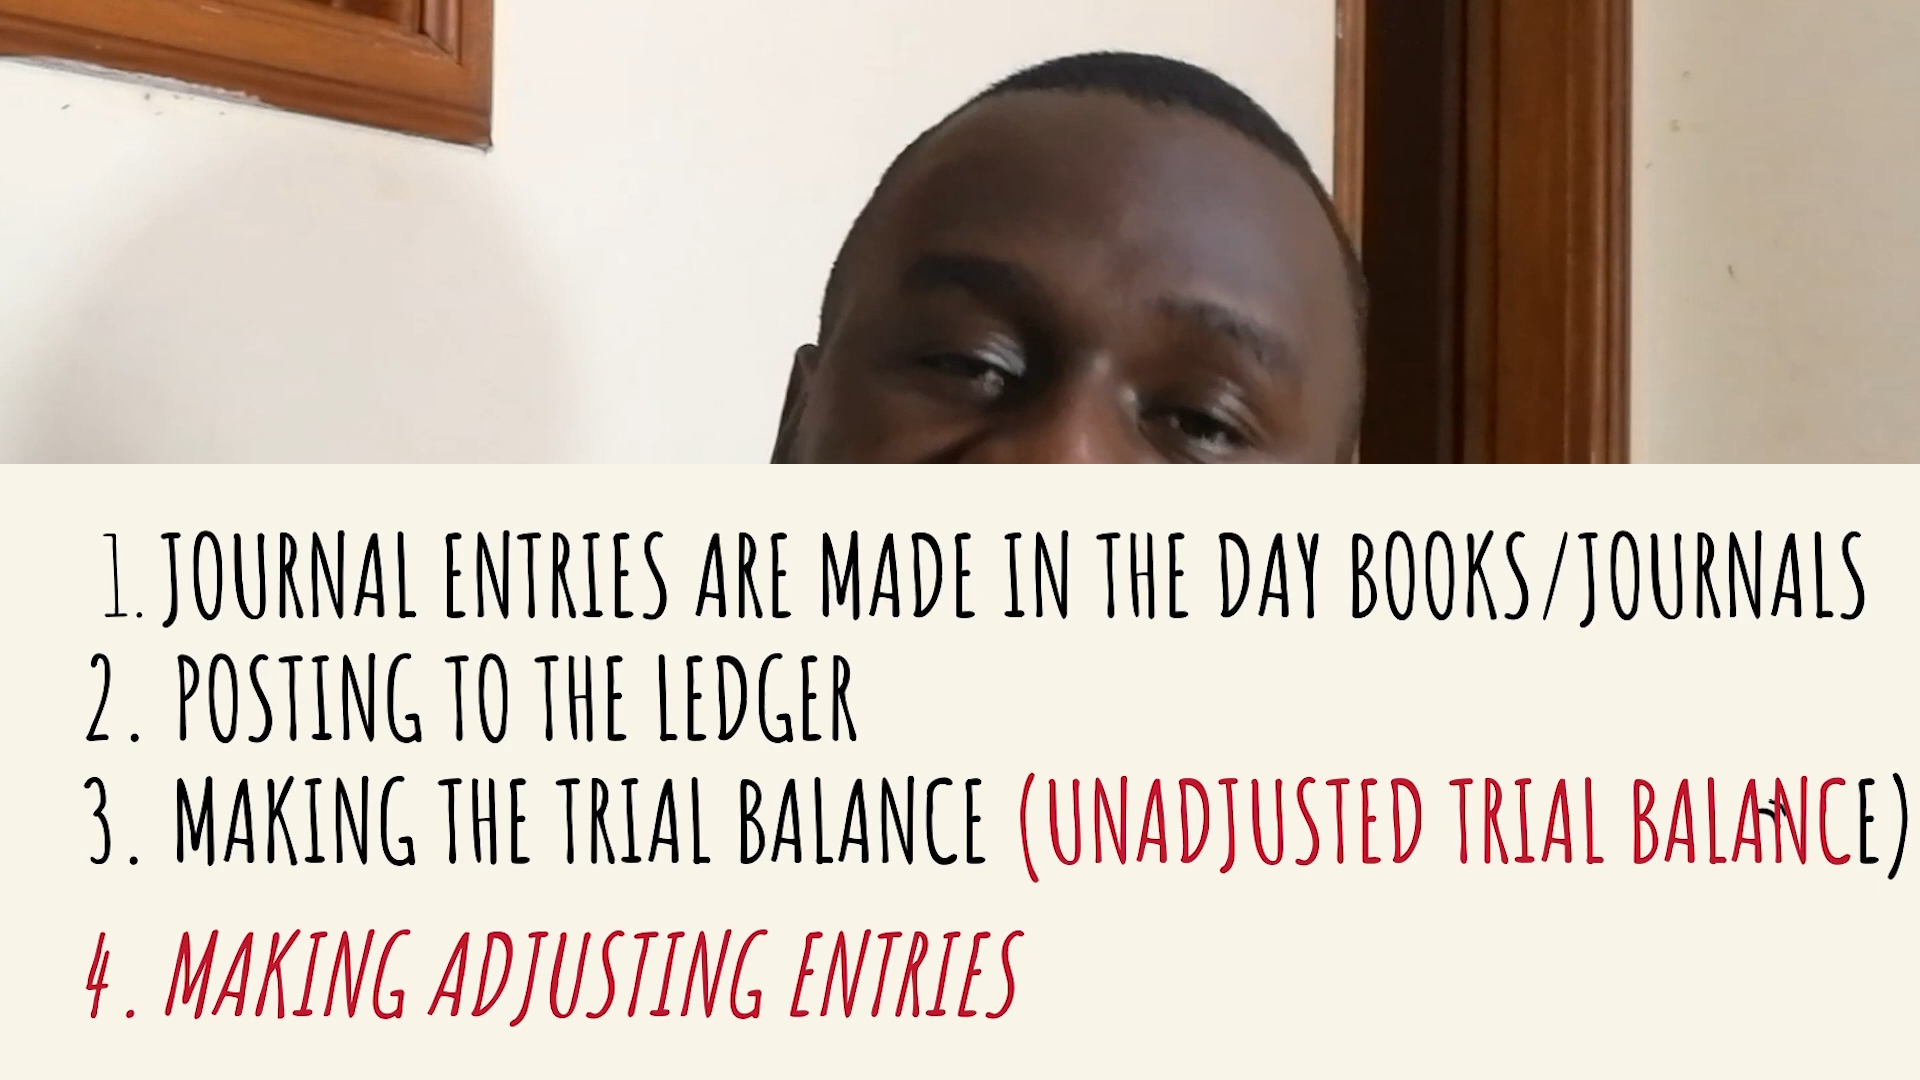 1. JOURNAL ENTRIES ARE MADE IN THE DAY BOOKS/JOURNALS
2. POSTING TO THE LEDGER
3. MAKING THE TRIAL BALANCE (UNADJUSTED TRIAL BALANCE)
4. MAKING ADJUSTING ENTRIES